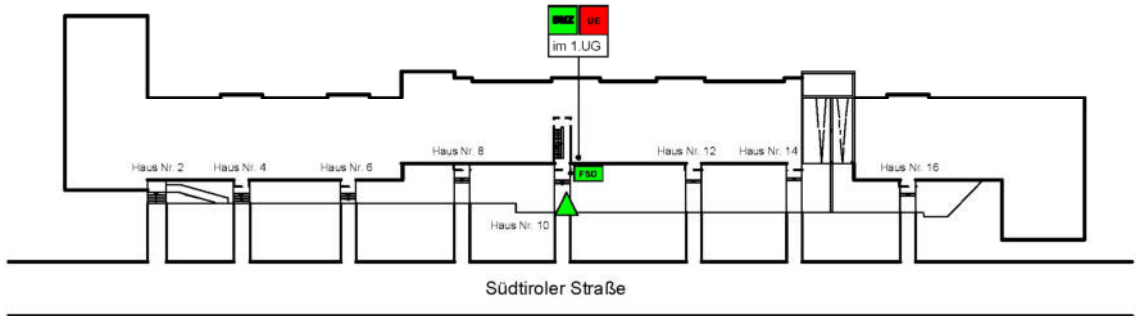 BMZ UE
im 1.UG
Haus Nr. 2
Haus Nr. 4
Haus Nr. 6
Haus Nr. 8
Haus Nr. 12
Haus Nr. 14
FSD
Haus Nr. 16
Haus Nr. 10
Südtiroler Straße